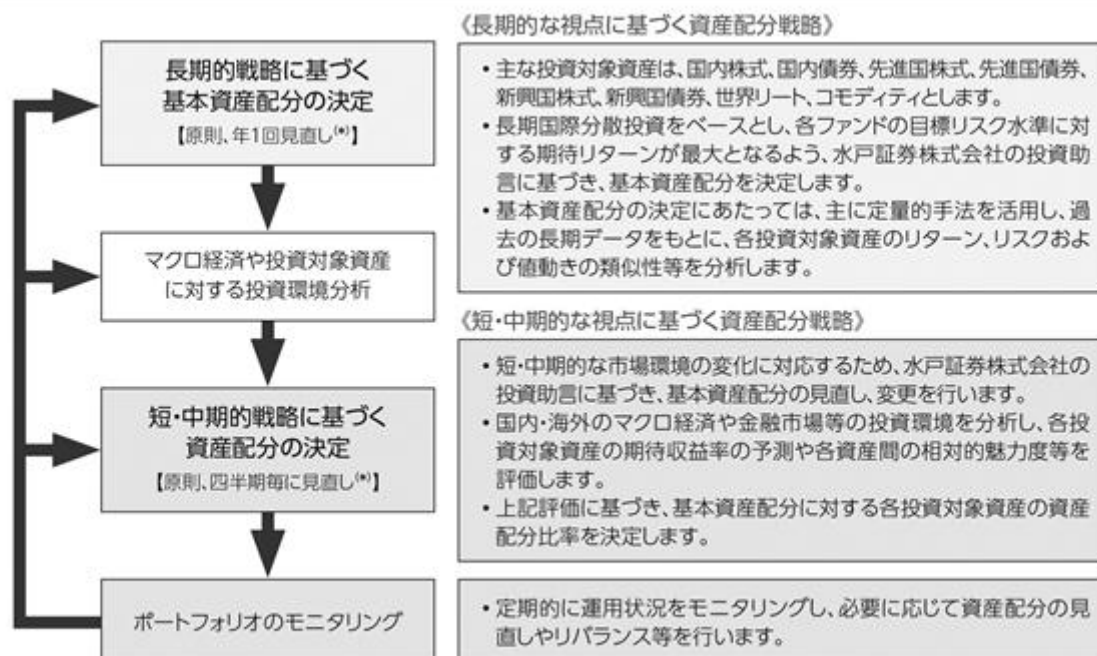 《長期的な視点に基づく資産配分戦略》
長期的戦略に基づく
基本資産配分の決定
【原則、年1回見直し(*)】
・主な投資対象資産は、国内株式、国内債券、先進国株式、先進国債券、
新興国株式、新興国債券、世界リート、コモディティとします。
・長期国際分散投資をベースとし、各ファンドの目標リスク水準に対
する期待リターンが最大となるよう、水戸証券株式会社の投資助
言に基づき、基本資産配分を決定します。
・基本資産配分の決定にあたっては、主に定量的手法を活用し、過
去の長期データをもとに、各投資対象資産のリターン、リスクおよ
び値動きの類似性等を分析します。
マクロ経済や投資対象資産
に対する投資環境分析
《短・中期的な視点に基づく資産配分戦略》
短・中期的戦略に基づく
資産配分の決定
【原則、四半期毎に見直し(*)】
・短・中期的な市場環境の変化に対応するため、水戸証券株式会社の
投資助言に基づき、基本資産配分の見直し、変更を行います。
・国内・海外のマクロ経済や金融市場等の投資環境を分析し、各投
資対象資産の期待収益率の予測や各資産間の相対的魅力度等を
評価します。
・上記評価に基づき、基本資産配分に対する各投資対象資産の資産
配分比率を決定します。
ポートフォリオのモニタリング
・定期的に運用状況をモニタリングし、必要に応じて資産配分の見
直しやリバランス等を行います。